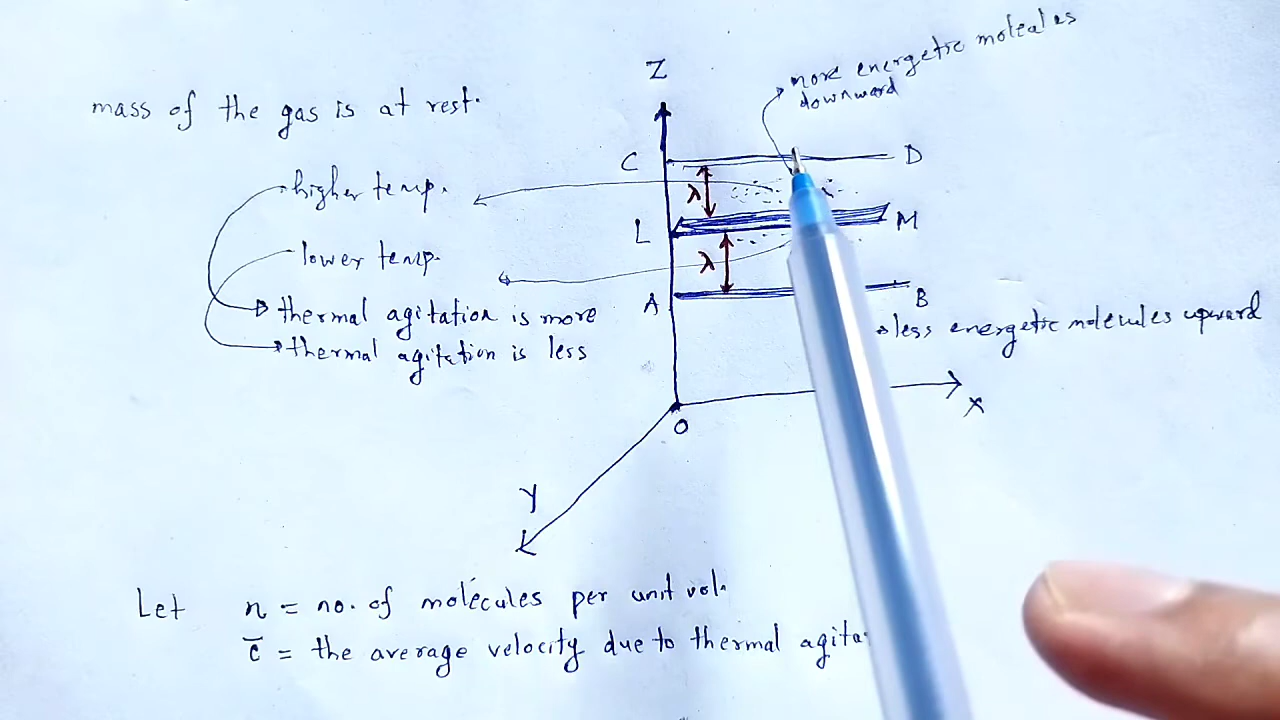 more energetic molecules
downward
mass of the gas is at rest.
Z
C
D
higher temp.
λ
L
M
lower temp.
λ
A
B
thermal agitation is more
less energetic molecules upward
thermal agitation is less
X
O
Y
Let n = no. of molécules per unit vol.
c̄ = the average velocity due to thermal